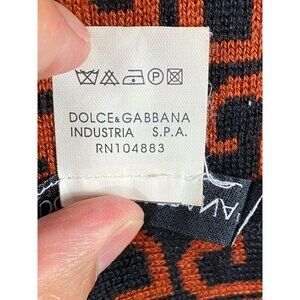 DOLCE&GABBANA
INDUSTRIA S.P.A.
RN104883